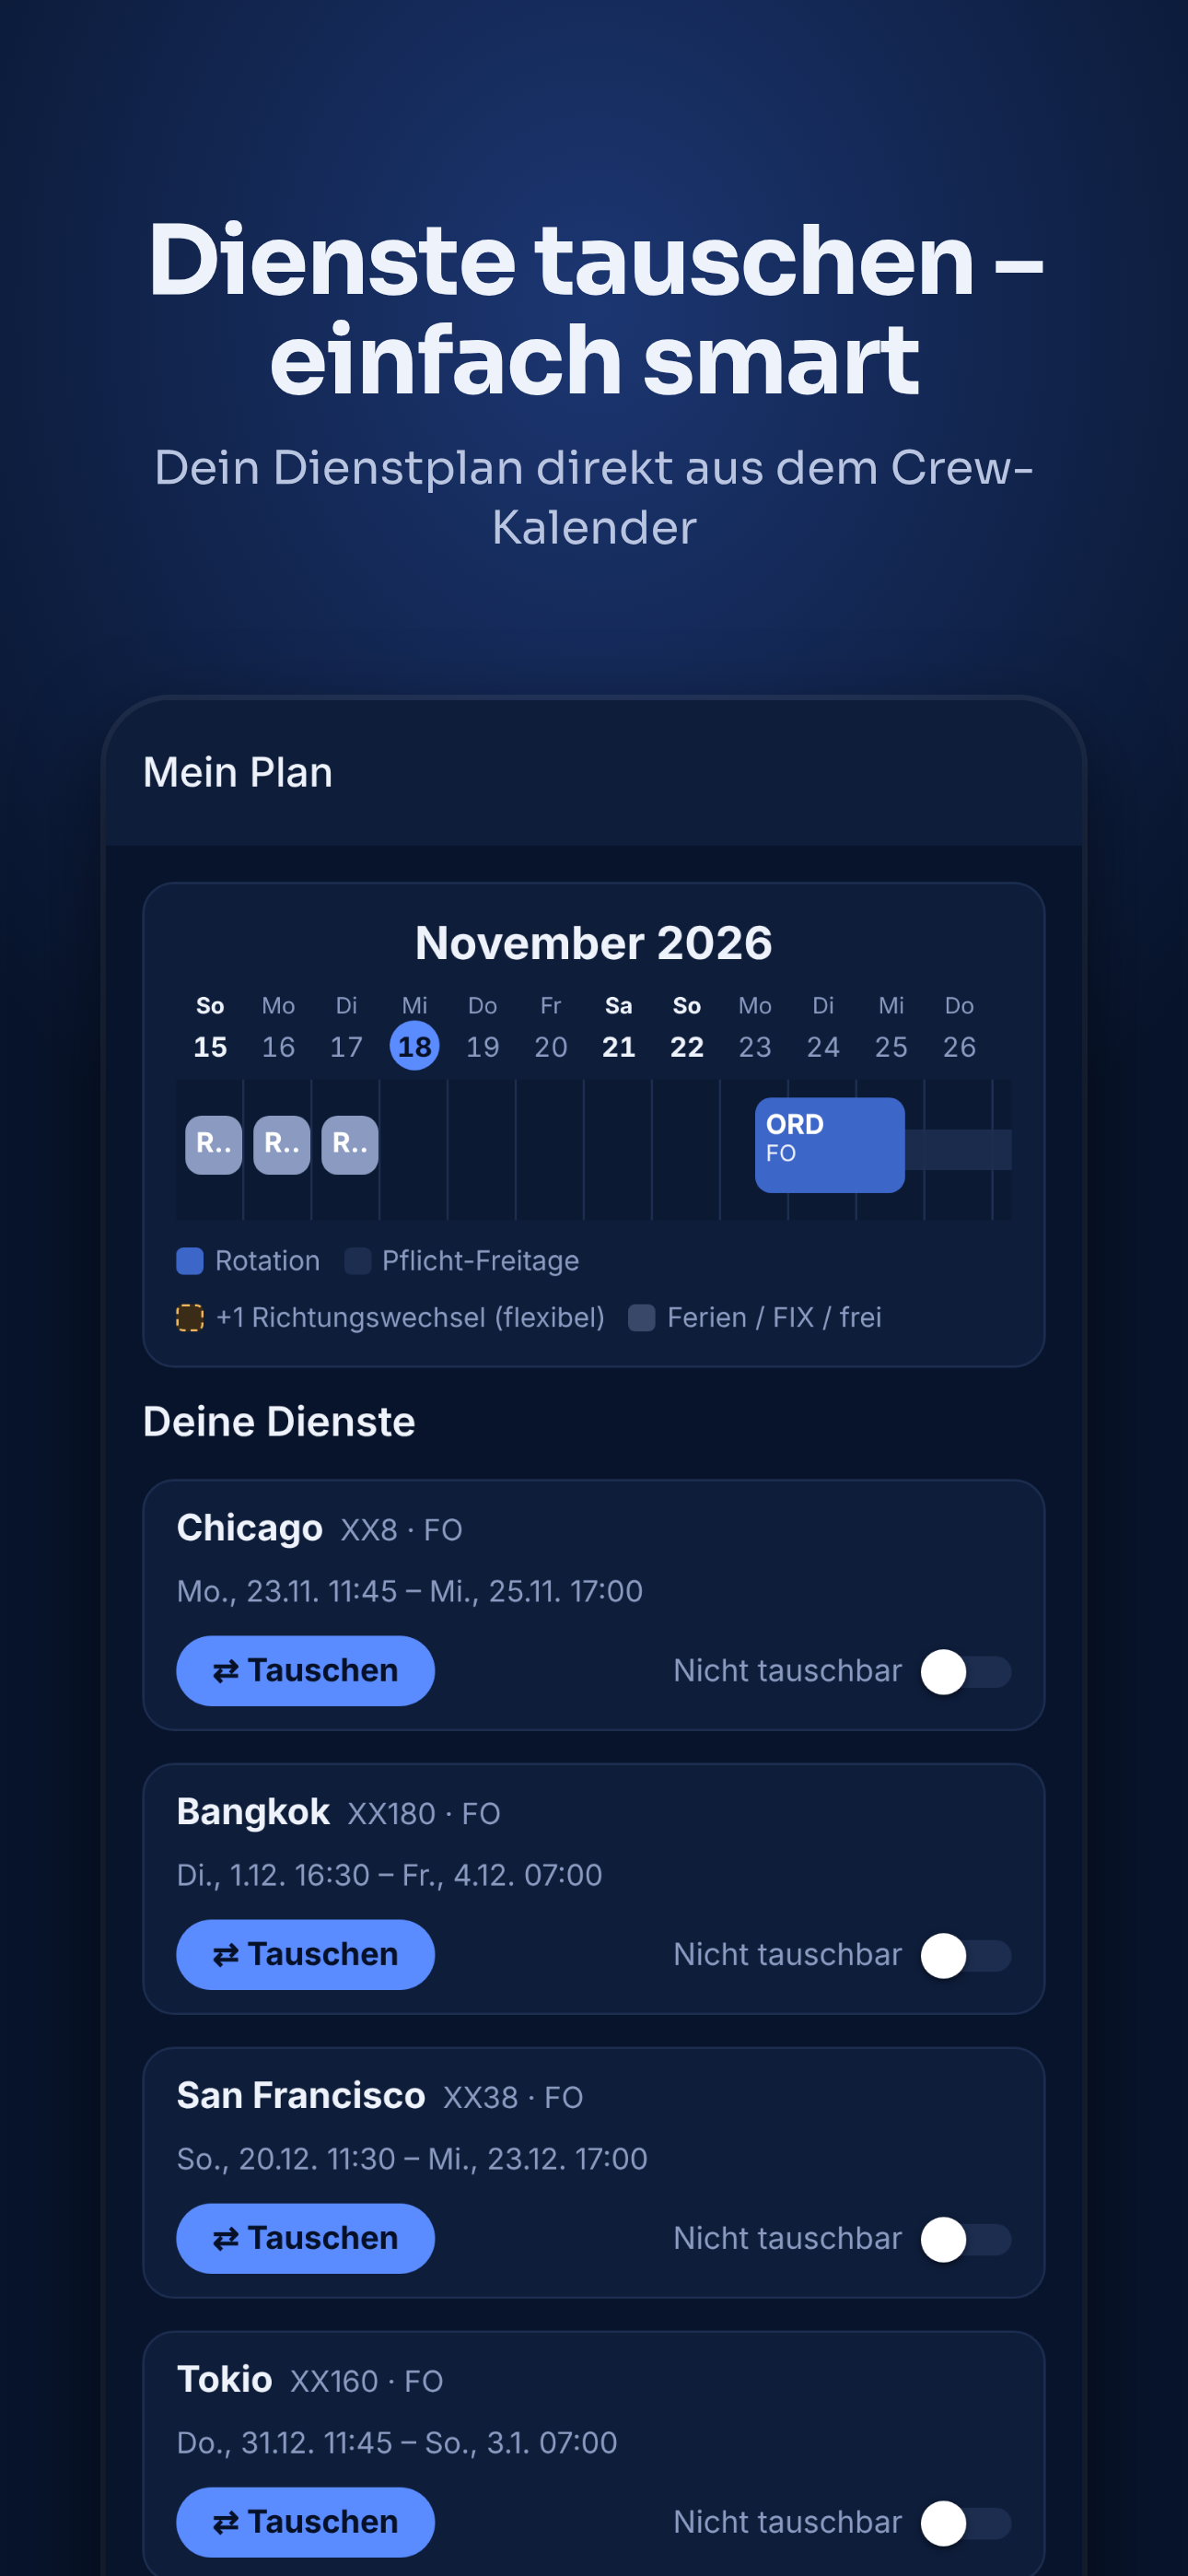 Dienste tauschen –
einfach smart
Dein Dienstplan direkt aus dem Crew-
Kalender
Mein Plan
November 2026
So Mo Di Mi Do Fr Sa So Mo Di Mi Do
15 16 17 18 19 20 21 22 23 24 25 26
R.. R.. R.. ORD
FO
Rotation Pflicht-Freitage
+1 Richtungswechsel (flexibel) Ferien / FIX / frei
Deine Dienste
Chicago XX8 · FO
Mo., 23.11. 11:45 – Mi., 25.11. 17:00
⇄ Tauschen Nicht tauschbar
Bangkok XX180 · FO
Di., 1.12. 16:30 – Fr., 4.12. 07:00
⇄ Tauschen Nicht tauschbar
San Francisco XX38 · FO
So., 20.12. 11:30 – Mi., 23.12. 17:00
⇄ Tauschen Nicht tauschbar
Tokio XX160 · FO
Do., 31.12. 11:45 – So., 3.1. 07:00
⇄ Tauschen Nicht tauschbar